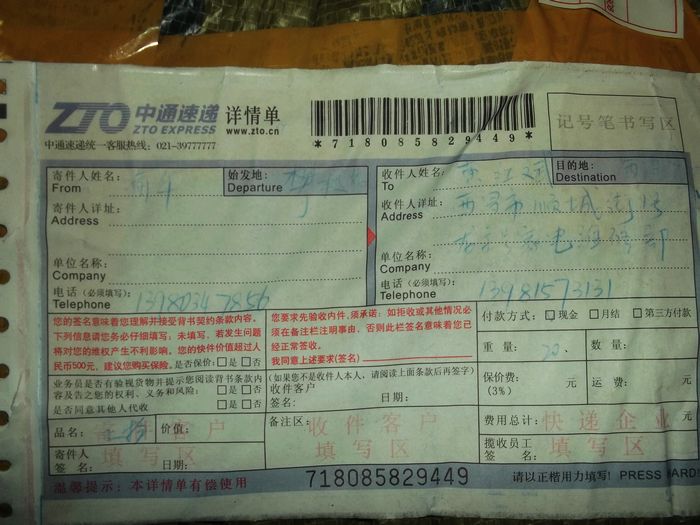 ZTO 中通速递 详情单
ZTO EXPRESS www.zto.cn
中通速递统一客服热线: 021-39777777
*718085829449*
记号笔书写区
寄件人姓名:
From
始发地:
Departure
寄件人详址:
Address
单位名称:
Company
电话 (必须填写):
Telephone 13980347856
收件人姓名:
To
目的地:
Destination
收件人详址:
Address
单位名称:
Company
电话 (必须填写):
Telephone 13981573131
您的签名意味着您理解并接受背书契约条款内容。
下列信息请您务必仔细填写,未填写、若发生问题
将对您的维权产生不利影响。您的快件价值超过人
民币500元,建议您购买保险。是否保价:□是□否
您要求先验收内件,须承诺:如拒收或其他情况必
须在备注栏注明事由,否则此栏签名意味着您已
经正常签收。
我同意上述要求(签名)
付款方式:□现金 □月结 □第三方付款
重量: 数量:
业务员是否有验视货物并提示您阅读背书条款内
容及告之您的权利、义务和风险: □是□否
是否同意其他人代收 □是□否
(如果您不是收件人本人,请阅读上面条款后再签字)
收件客户
签名: 日期:
保价费: 元 运费: 元
(3%)
品名: 价值:
寄件客户
填写区
寄件人
签 名: 日期:
备注区:
收件客户
填写区
费用总计: 元
快递企业
填写区
揽收员工
签 名:
温馨提示:本详情单有偿使用
718085829449
请以正楷用力填写! PRESS HARD